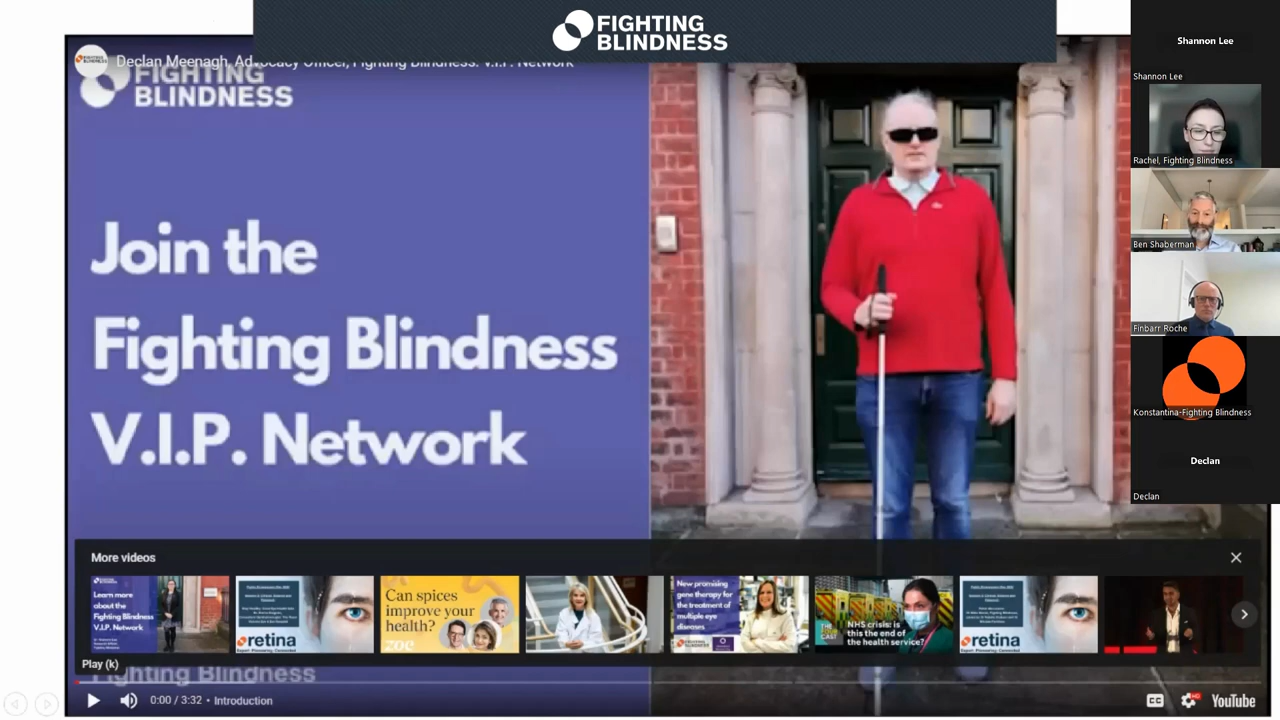 FIGHTING
BLINDNESS
Declan Meenagh, Advocacy Officer, Fighting Blindness. V.I.P. Network
FIGHTING
BLINDNESS
Join the
Fighting Blindness
V.I.P. Network
Shannon Lee
Shannon Lee
Rachel, Fighting Blindness
Ben Shaberman
Finbarr Roche
Konstantina-Fighting Blindness
Declan
Declan
More videos
Learn more
about the
Fighting Blindness
V.I.P. Network
retina
Can spices
improve your
health?
zoe
New promising
gene therapy for
the treatment of
multiple eye
diseases
NHS crisis: is
this the end of
the health service?
retina
Play (k)
Fighting Blindness
0:00 / 3:32 • Introduction
CC
HD
YouTube